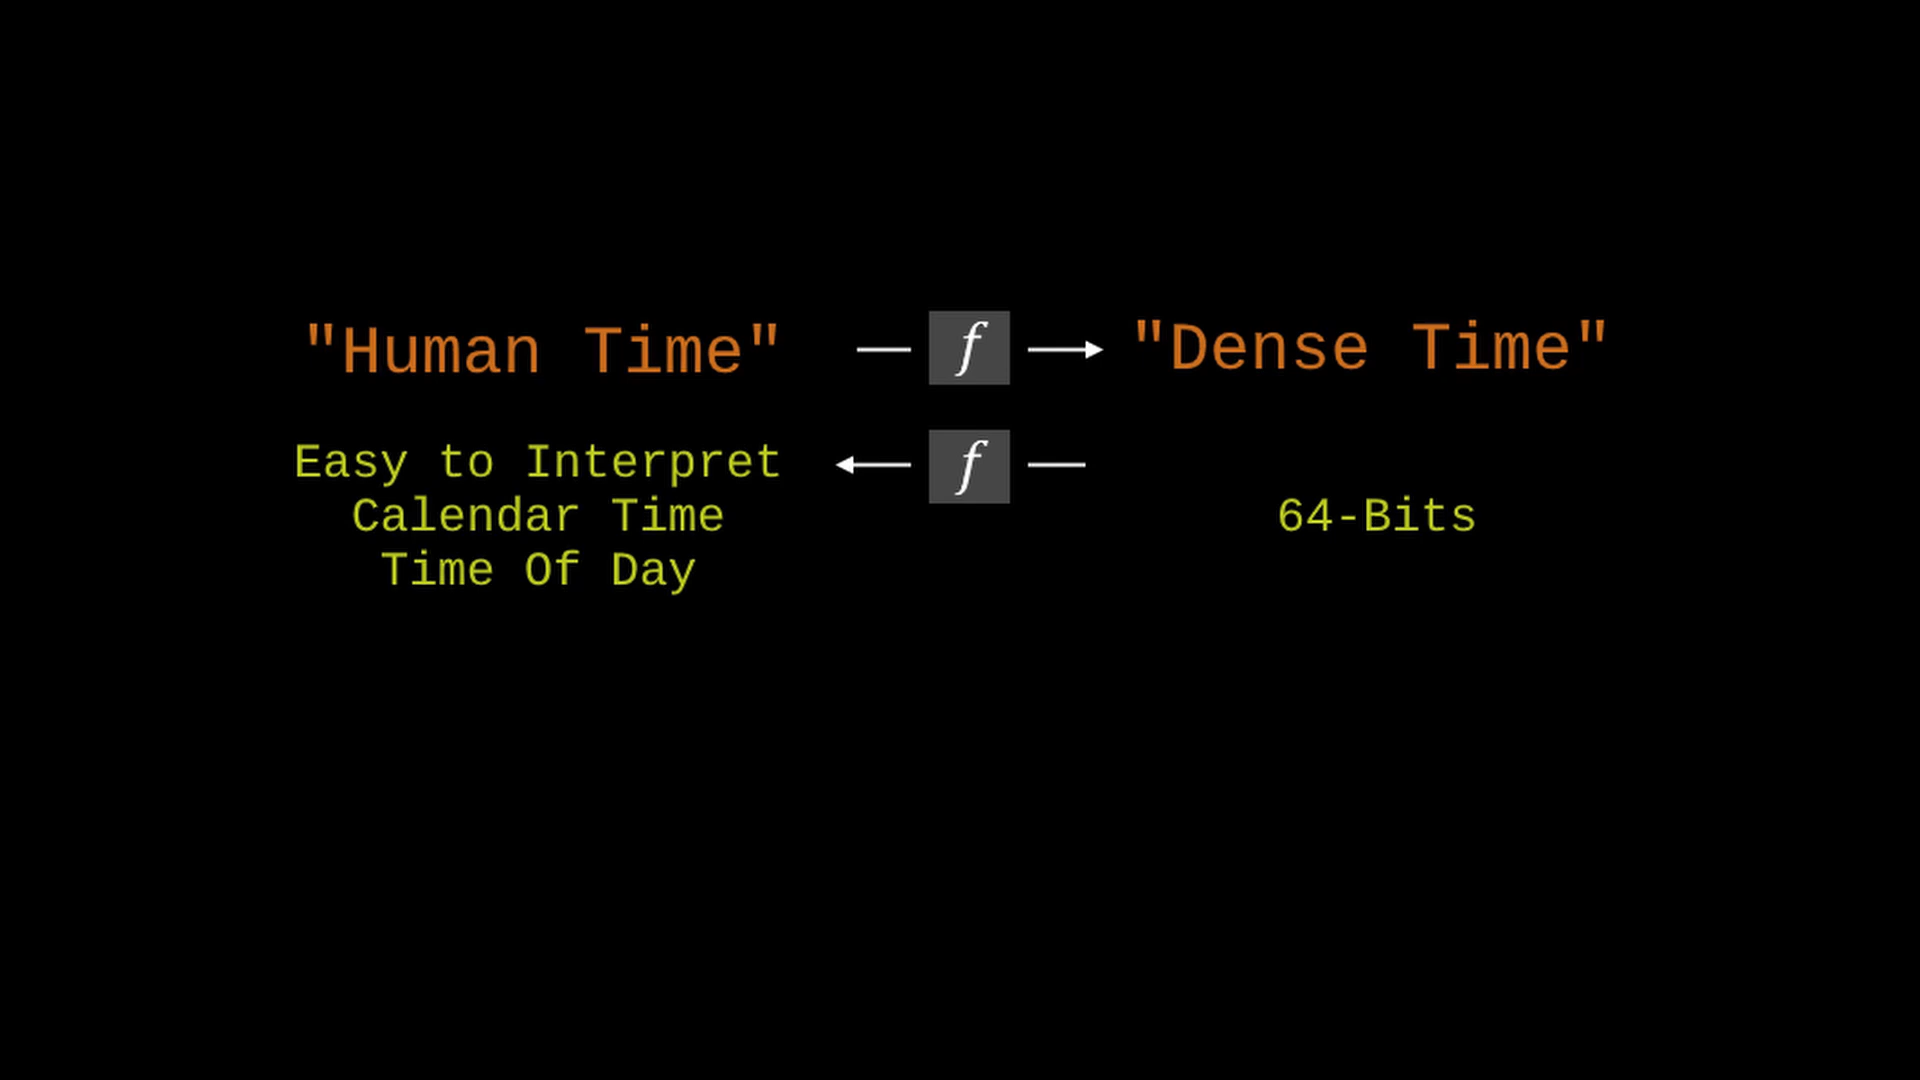 "Human Time" f "Dense Time"
f
Easy to Interpret
Calendar Time
Time Of Day
64-Bits